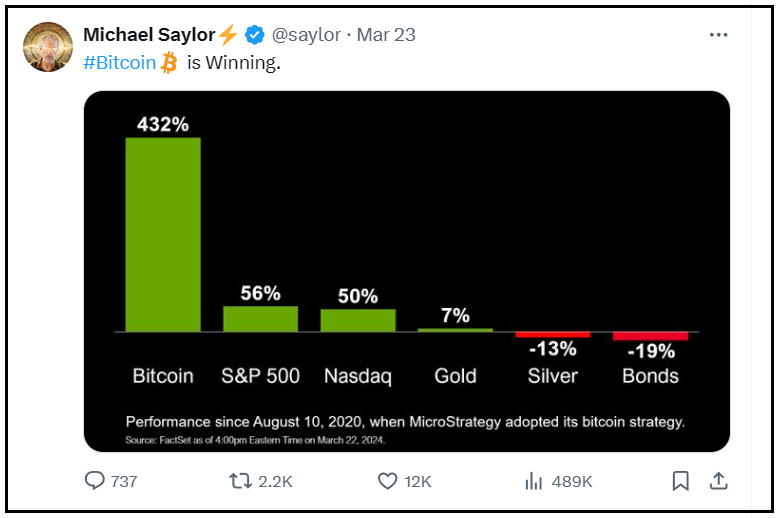 Michael Saylor⚡ @saylor · Mar 23
#Bitcoin is Winning.
432%
56%
50%
7%
-13%
-19%
Bitcoin S&P 500 Nasdaq Gold Silver Bonds
Performance since August 10, 2020, when MicroStrategy adopted its bitcoin strategy.
Source: FactSet as of 4:00pm Eastern Time on March 22, 2024.
737 2.2K 12K 489K